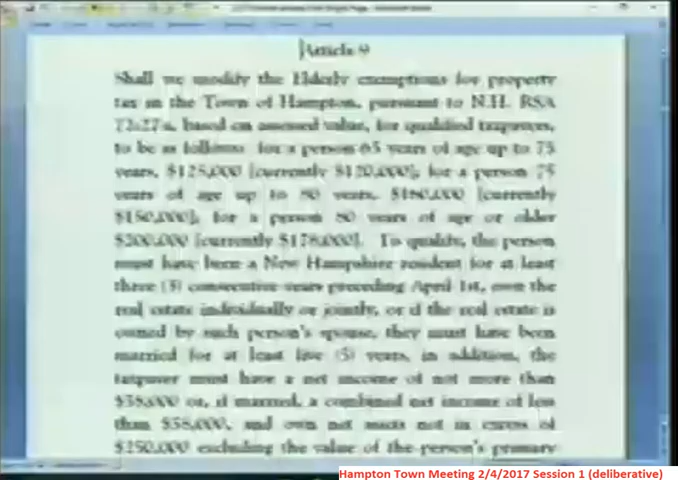 Article 9
Shall we modify the Elderly exemptions for property
tax in the Town of Hampton, pursuant to N.H. RSA
72:27-a, based on assessed value, for qualified taxpayers,
to be as follows: for a person 65 years of age up to 75
years, $125,000 [currently $120,000]; for a person 75
years of age up to 80 years, $160,000 [currently
$150,000]; for a person 80 years of age or older
$200,000 [currently $178,000]. To qualify, the person
must have been a New Hampshire resident for at least
three (3) consecutive years preceding April 1st, own the
real estate individually or jointly, or if the real estate is
owned by such person's spouse, they must have been
married for at least five (5) years, in addition, the
taxpayer must have a net income of not more than
or, if married, a combined net income of less
than $58,000, and own net assets not in excess of
$250,000 excluding the value of the person's primary
Hampton Town Meeting 2/4/2017 Session 1 (deliberative)